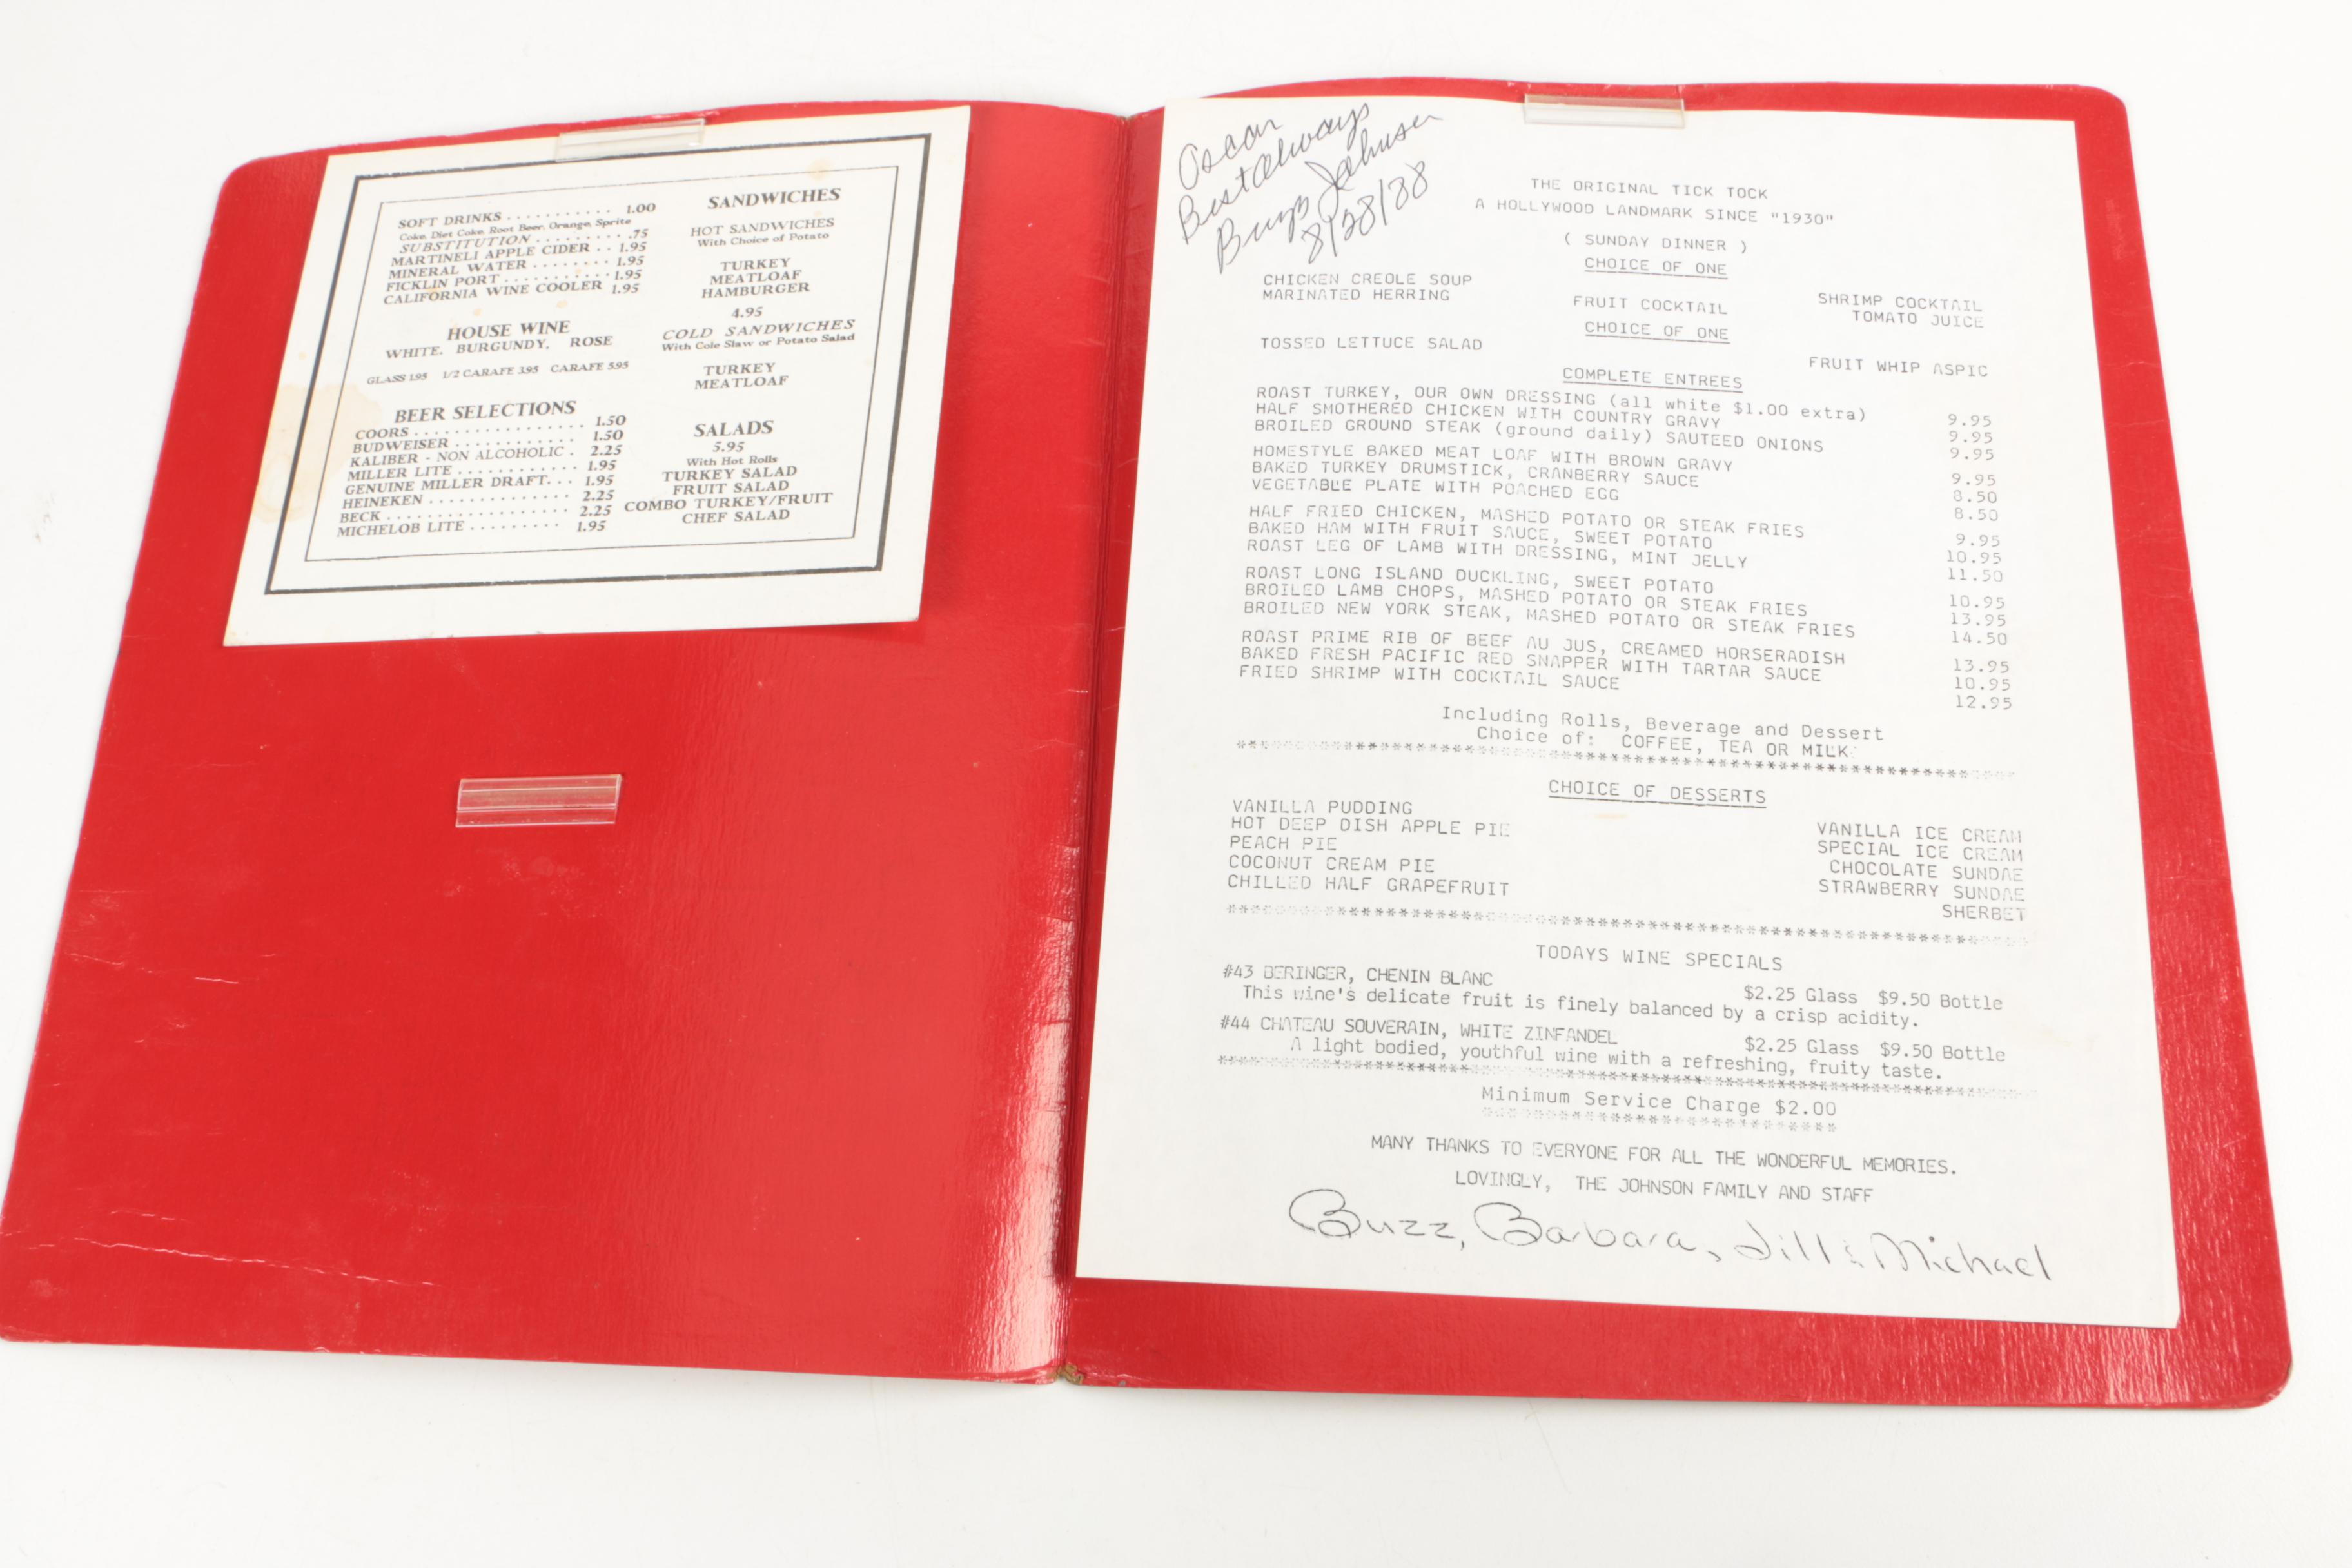 SOFT DRINKS . . . . . . . . . . . 1.00
Coke, Diet Coke, Root Beer, Orange, Sprite
SUBSTITUTION . . . . . . . . . .75
MARTINELI APPLE CIDER . . 1.95
MINERAL WATER . . . . . . . . 1.95
FICKLIN PORT . . . . . . . . . . . 1.95
CALIFORNIA WINE COOLER 1.95
HOUSE WINE
WHITE. BURGUNDY, ROSE
GLASS 1.95 1/2 CARAFE 3.95 CARAFE 5.95
BEER SELECTIONS
COORS . . . . . . . . . . . . . . . . . 1.50
BUDWEISER . . . . . . . . . . . . 1.50
KALIBER - NON ALCOHOLIC . 2.25
MILLER LITE . . . . . . . . . . . . 1.95
GENUINE MILLER DRAFT. . . 1.95
HEINEKEN . . . . . . . . . . . . . . 2.25
BECK . . . . . . . . . . . . . . . . . . 2.25
MICHELOB LITE . . . . . . . . . 1.95
SANDWICHES
HOT SANDWICHES
With Choice of Potato
TURKEY
MEATLOAF
HAMBURGER
4.95
COLD SANDWICHES
With Cole Slaw or Potato Salad
TURKEY
MEATLOAF
SALADS
5.95
With Hot Rolls
TURKEY SALAD
FRUIT SALAD
COMBO TURKEY/FRUIT
CHEF SALAD
Oscar
Best always
Buzz Johnson
8/28/88
THE ORIGINAL TICK TOCK
A HOLLYWOOD LANDMARK SINCE "1930"
( SUNDAY DINNER )
CHOICE OF ONE
CHICKEN CREOLE SOUP
MARINATED HERRING
FRUIT COCKTAIL
SHRIMP COCKTAIL
TOMATO JUICE
CHOICE OF ONE
TOSSED LETTUCE SALAD
FRUIT WHIP ASPIC
COMPLETE ENTREES
ROAST TURKEY, OUR OWN DRESSING (all white $1.00 extra) 9.95
HALF SMOTHERED CHICKEN WITH COUNTRY GRAVY 9.95
BROILED GROUND STEAK (ground daily) SAUTEED ONIONS 9.95
HOMESTYLE BAKED MEAT LOAF WITH BROWN GRAVY 9.95
BAKED TURKEY DRUMSTICK, CRANBERRY SAUCE 8.50
VEGETABLE PLATE WITH POACHED EGG 8.50
HALF FRIED CHICKEN, MASHED POTATO OR STEAK FRIES 9.95
BAKED HAM WITH FRUIT SAUCE, SWEET POTATO 10.95
ROAST LEG OF LAMB WITH DRESSING, MINT JELLY 11.50
ROAST LONG ISLAND DUCKLING, SWEET POTATO 10.95
BROILED LAMB CHOPS, MASHED POTATO OR STEAK FRIES 13.95
BROILED NEW YORK STEAK, MASHED POTATO OR STEAK FRIES 14.50
ROAST PRIME RIB OF BEEF AU JUS, CREAMED HORSERADISH 13.95
BAKED FRESH PACIFIC RED SNAPPER WITH TARTAR SAUCE 10.95
FRIED SHRIMP WITH COCKTAIL SAUCE 12.95
Including Rolls, Beverage and Dessert
Choice of: COFFEE, TEA OR MILK
CHOICE OF DESSERTS
VANILLA PUDDING
HOT DEEP DISH APPLE PIE
PEACH PIE
COCONUT CREAM PIE
CHILLED HALF GRAPEFRUIT
VANILLA ICE CREAM
SPECIAL ICE CREAM
CHOCOLATE SUNDAE
STRAWBERRY SUNDAE
SHERBET
TODAYS WINE SPECIALS
#43 BERINGER, CHENIN BLANC $2.25 Glass $9.50 Bottle
This wine's delicate fruit is finely balanced by a crisp acidity.
#44 CHATEAU SOUVERAIN, WHITE ZINFANDEL $2.25 Glass $9.50 Bottle
A light bodied, youthful wine with a refreshing, fruity taste.
Minimum Service Charge $2.00
MANY THANKS TO EVERYONE FOR ALL THE WONDERFUL MEMORIES.
LOVINGLY, THE JOHNSON FAMILY AND STAFF
Buzz, Barbara, Jill & Michael